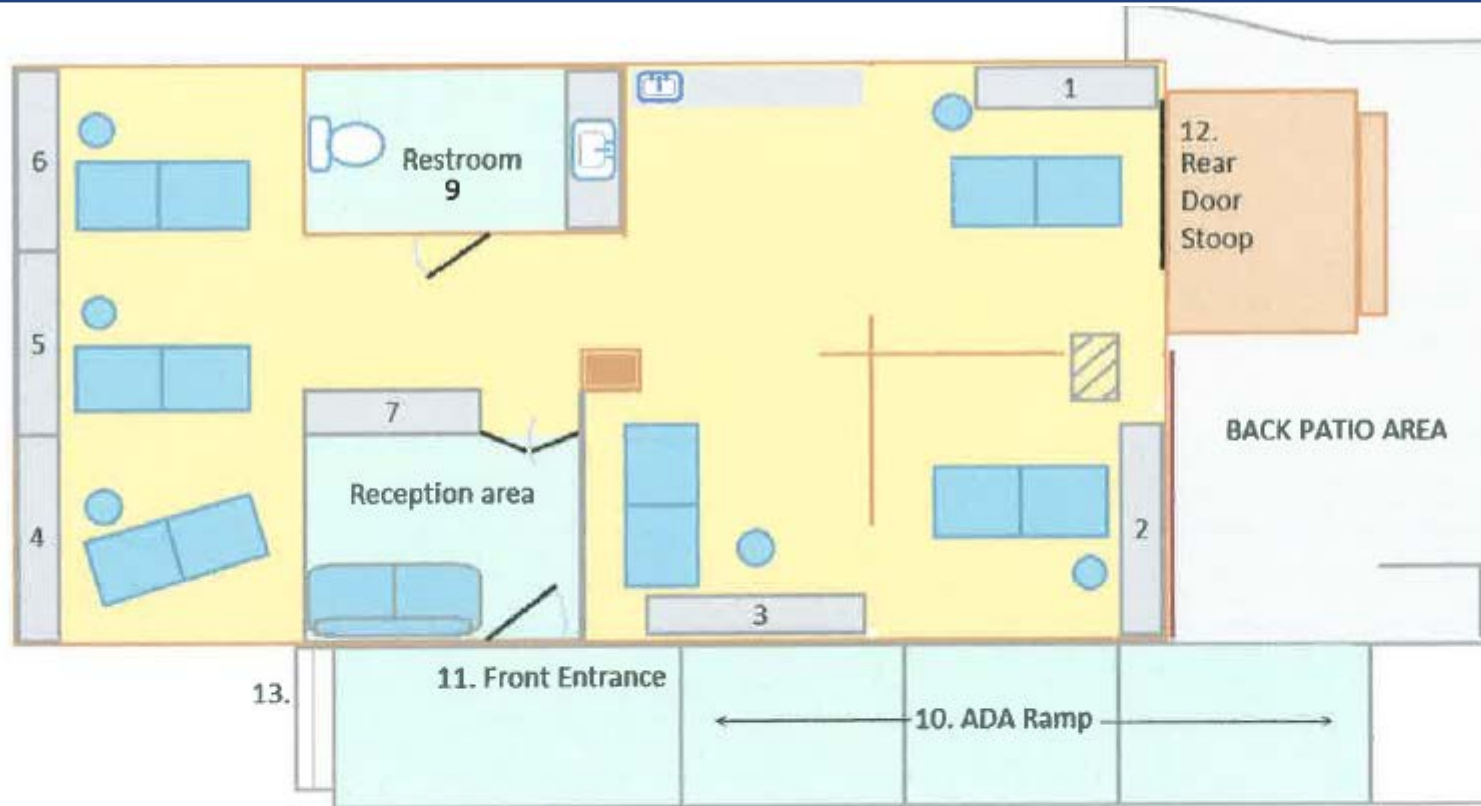 1
12.
Rear
Door
Stoop
6
Restroom
9
5
7
BACK PATIO AREA
Reception area
4
2
3
11. Front Entrance
13.
10. ADA Ramp